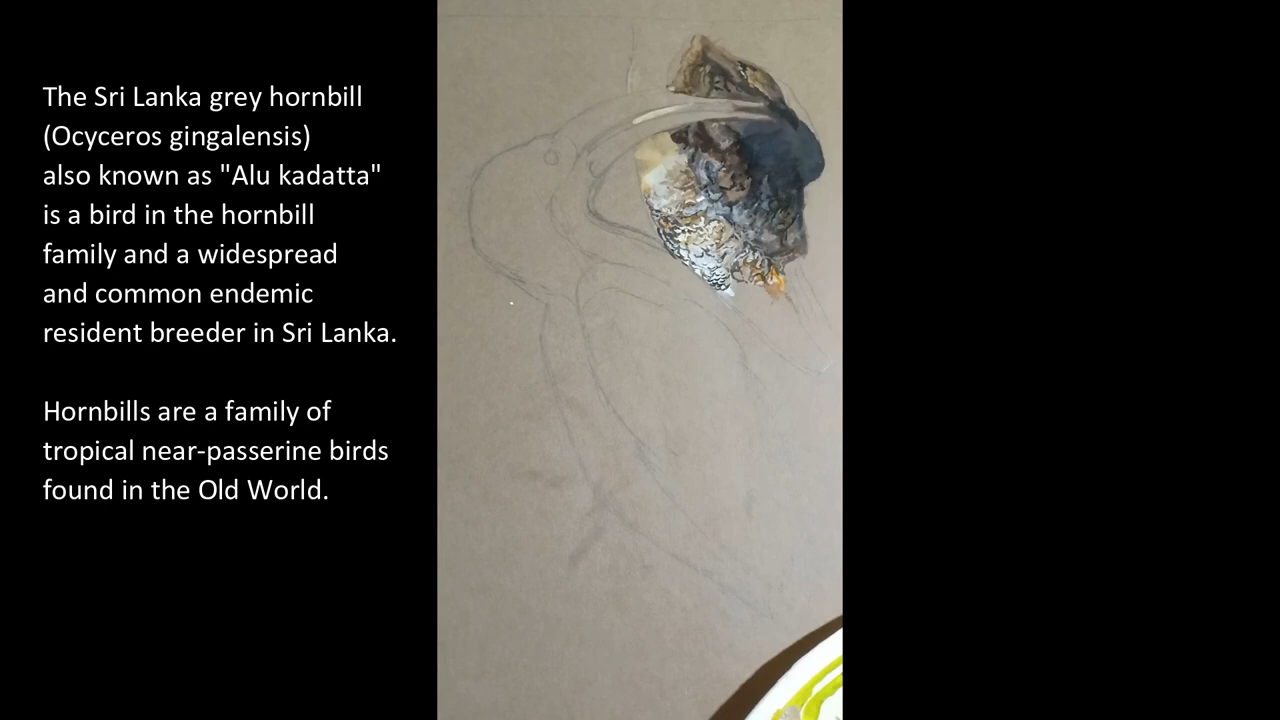 The Sri Lanka grey hornbill
(Ocyceros gingalensis)
also known as "Alu kadatta"
is a bird in the hornbill
family and a widespread
and common endemic
resident breeder in Sri Lanka.
Hornbills are a family of
tropical near-passerine birds
found in the Old World.